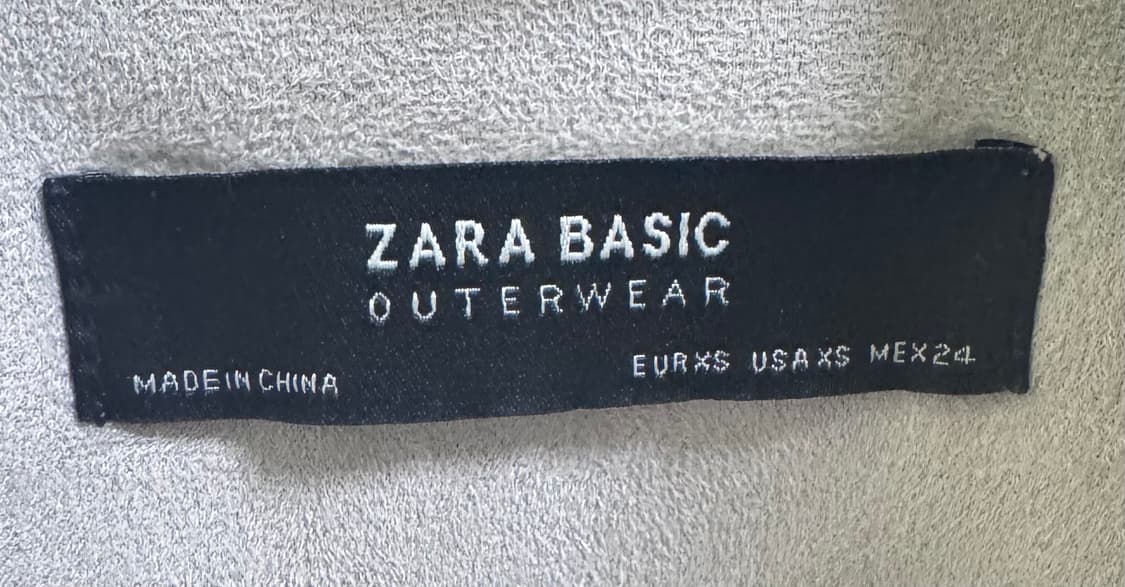 ZARA BASIC
OUTERWEAR
MADE IN CHINA
EUR XS USA XS MEX 24